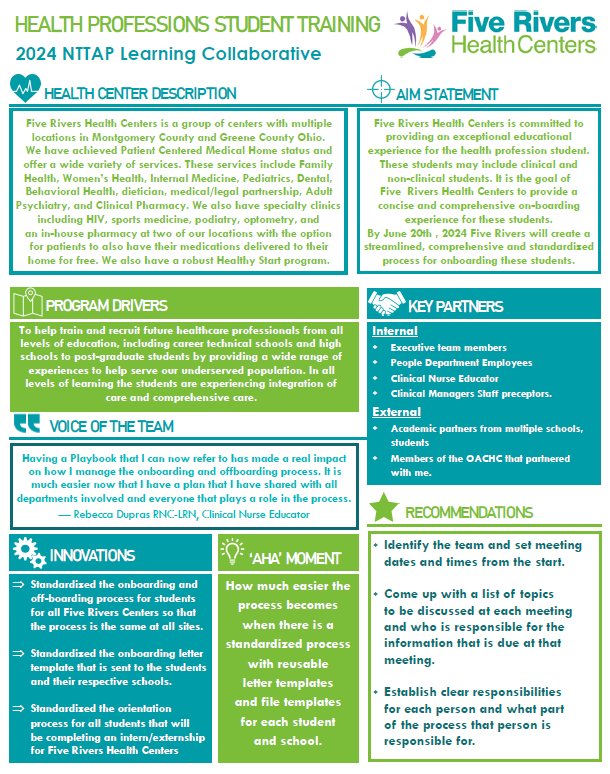 HEALTH PROFESSIONS STUDENT TRAINING
2024 NTTAP Learning Collaborative
Five Rivers
HealthCenters
HEALTH CENTER DESCRIPTION
Five Rivers Health Centers is a group of centers with multiple
locations in Montgomery County and Greene County Ohio.
We have achieved Patient Centered Medical Home status and
offer a wide variety of services. These services include Family
Health, Women's Health, Internal Medicine, Pediatrics, Dental,
Behavioral Health, dietician, medical/legal partnership, Adult
Psychiatry, and Clinical Pharmacy. We also have specialty clinics
including HIV, sports medicine, podiatry, optometry, and
an in-house pharmacy at two of our locations with the option
for patients to also have their medications delivered to their
home for free. We also have a robust Healthy Start program.
AIM STATEMENT
Five Rivers Health Centers is committed to
providing an exceptional educational
experience for the health profession student.
These students may include clinical and
non-clinical students. It is the goal of
Five Rivers Health Centers to provide a
concise and comprehensive on-boarding
experience for these students.
By June 20th , 2024 Five Rivers will create a
streamlined, comprehensive and standardized
process for onboarding these students.
PROGRAM DRIVERS
To help train and recruit future healthcare professionals from all
levels of education, including career technical schools and high
schools to post-graduate students by providing a wide range of
experiences to help serve our underserved population. In all
levels of learning the students are experiencing integration of
care and comprehensive care.
KEY PARTNERS
Internal
• Executive team members
• People Department Employees
• Clinical Nurse Educator
• Clinical Managers Staff preceptors.
External
• Academic partners from multiple schools,
students
• Members of the OACHC that partnered
with me.
VOICE OF THE TEAM
Having a Playbook that I can now refer to has made a real impact
on how I manage the onboarding and offboarding process. It is
much easier now that I have a plan that I have shared with all
departments involved and everyone that plays a role in the process.
— Rebecca Dupras RNC-LRN, Clinical Nurse Educator
INNOVATIONS
⇒ Standardized the onboarding and
off-boarding process for students
for all Five Rivers Centers so that
the process is the same at all sites.
⇒ Standardized the onboarding letter
template that is sent to the students
and their respective schools.
⇒ Standardized the orientation
process for all students that will
be completing an intern/externship
for Five Rivers Health Centers
'AHA' MOMENT
How much easier the
process becomes
when there is a
standardized process
with reusable
letter templates
and file templates
for each student
and school.
RECOMMENDATIONS
• Identify the team and set meeting
dates and times from the start.
• Come up with a list of topics
to be discussed at each meeting
and who is responsible for the
information that is due at that
meeting.
• Establish clear responsibilities
for each person and what part
of the process that person is
responsible for.